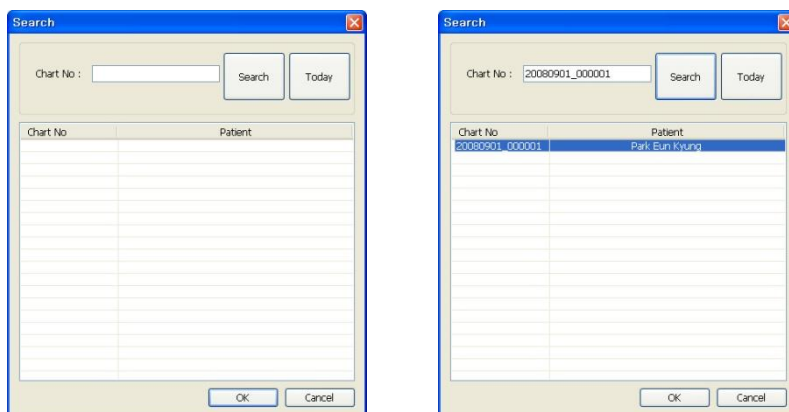 Search
Chart No :
Search
Today
Chart No Patient
OK Cancel
Search
Chart No : 20080901_000001
Search
Today
Chart No Patient
20080901_000001 Park Eun Kyung
OK Cancel